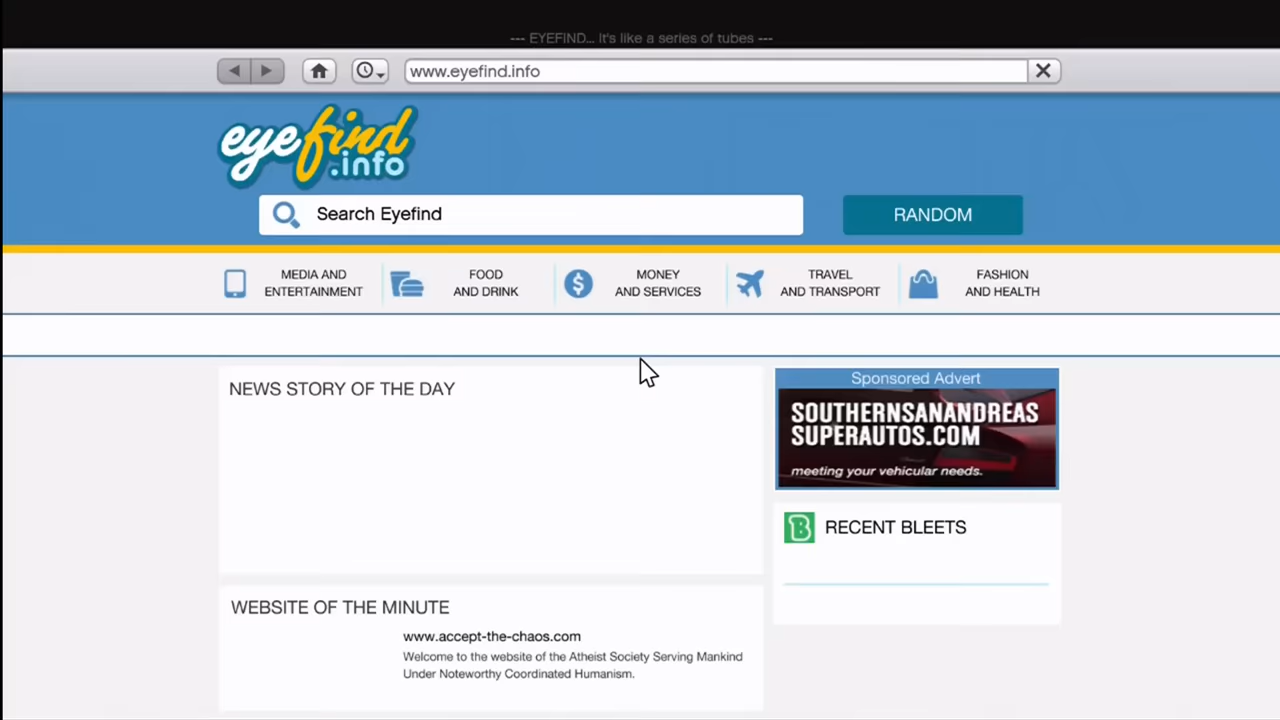 --- EYEFIND... It's like a series of tubes ---
www.eyefind.info
eyefind
.info
Search Eyefind
RANDOM
MEDIA AND
ENTERTAINMENT
FOOD
AND DRINK
MONEY
AND SERVICES
TRAVEL
AND TRANSPORT
FASHION
AND HEALTH
NEWS STORY OF THE DAY
Sponsored Advert
SOUTHERNSANANDREAS
SUPERAUTOS.COM
meeting your vehicular needs.
B
RECENT BLEETS
WEBSITE OF THE MINUTE
www.accept-the-chaos.com
Welcome to the website of the Atheist Society Serving Mankind
Under Noteworthy Coordinated Humanism.